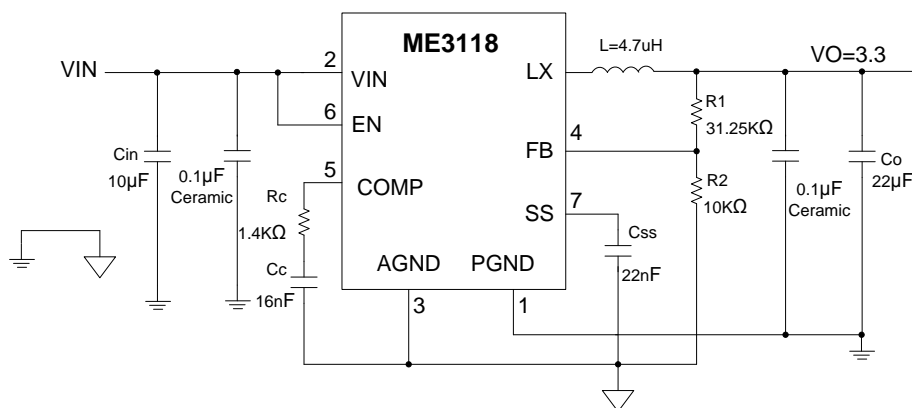 ME3118
L=4.7uH
VO=3.3
VIN
2
VIN
LX
6
EN
R1
31.25KΩ
4
FB
Cin
10µF
0.1µF
Ceramic
5
COMP
Rc
1.4KΩ
R2
10KΩ
7
SS
0.1µF
Ceramic
Co
22µF
Css
22nF
Cc
16nF
AGND
PGND
3
1